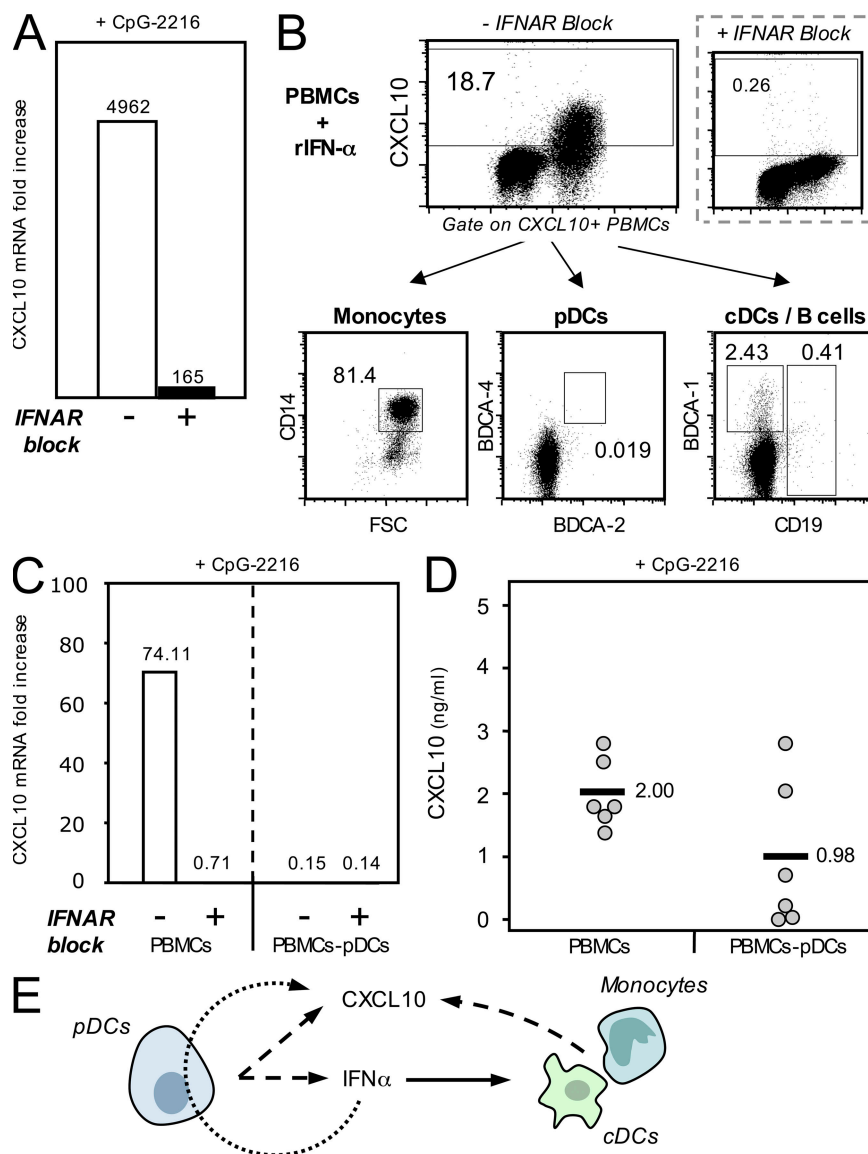 A
+ CpG-2216
CXCL10 mRNA fold increase
4962
165
IFNAR block
-
+
B
- IFNAR Block
+ IFNAR Block
PBMCs
+
rIFN-α
CXCL10
18.7
0.26
Gate on CXCL10+ PBMCs
Monocytes
pDCs
cDCs / B cells
81.4
CD14
FSC
BDCA-4
0.019
BDCA-2
2.43
0.41
BDCA-1
CD19
C
+ CpG-2216
CXCL10 mRNA fold increase
100
80
60
40
20
0
74.11
0.71
0.15
0.14
IFNAR block
-
+
-
+
PBMCs
PBMCs-pDCs
D
+ CpG-2216
CXCL10 (ng/ml)
5
4
3
2
1
0
2.00
0.98
PBMCs
PBMCs-pDCs
E
pDCs
CXCL10
IFNα
Monocytes
cDCs